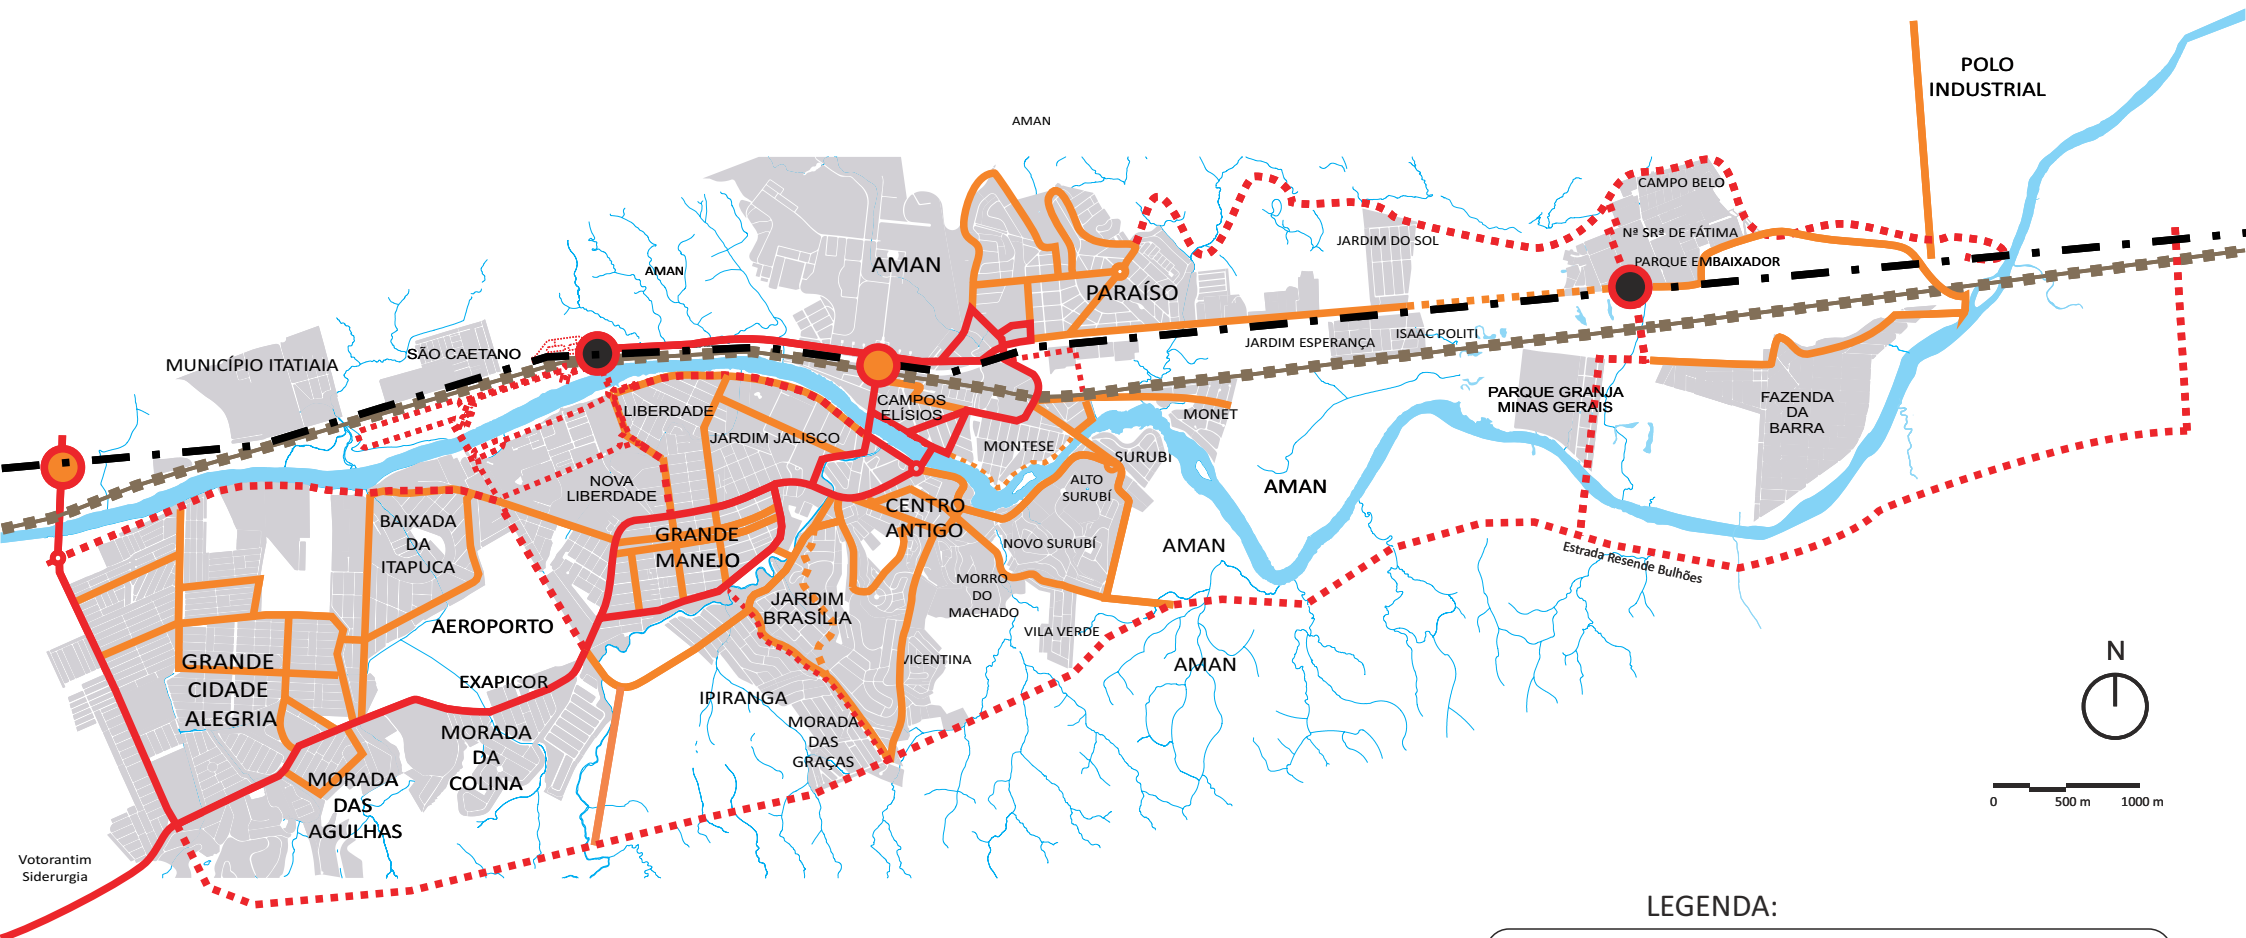 POLO
INDUSTRIAL
AMAN
CAMPO BELO
Nª SRª DE FÁTIMA
JARDIM DO SOL
PARQUE EMBAIXADOR
AMAN
AMAN
PARAÍSO
ISAAC POLITI
JARDIM ESPERANÇA
SÃO CAETANO
MUNICÍPIO ITATIAIA
CAMPOS
ELÍSIOS
LIBERDADE
MONET
PARQUE GRANJA
MINAS GERAIS
FAZENDA
DA
BARRA
JARDIM JALISCO
MONTESE
SURUBI
NOVA
LIBERDADE
ALTO
SURUBÍ
AMAN
CENTRO
ANTIGO
BAIXADA
DA
ITAPUCA
GRANDE
MANEJO
NOVO SURUBÍ
AMAN
Estrada Resende Bulhões
MORRO
DO
MACHADO
JARDIM
BRASÍLIA
AEROPORTO
VILA VERDE
VICENTINA
AMAN
GRANDE
CIDADE
ALEGRIA
EXAPICOR
IPIRANGA
MORADA
DAS
GRAÇAS
MORADA
DA
COLINA
MORADA
DAS
AGULHAS
Votorantim
Siderurgia
N
0 500 m 1000 m
LEGENDA: